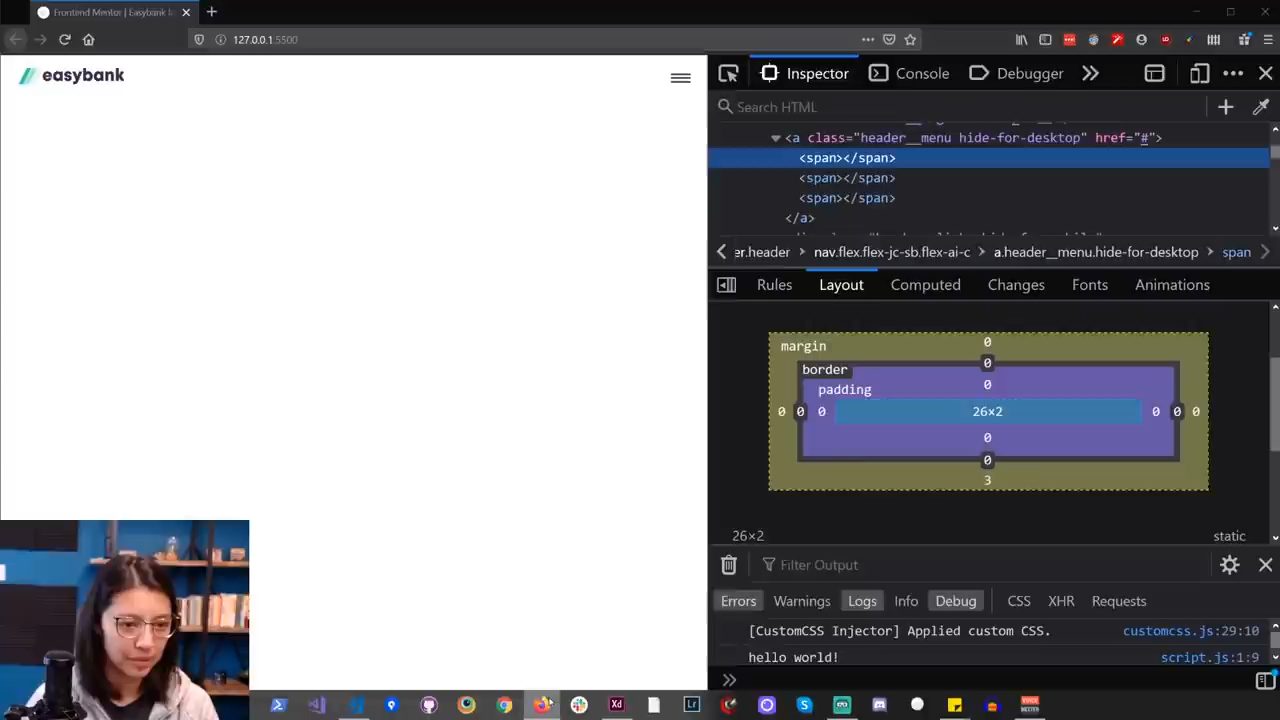 Frontend Mentor | Easybank l
127.0.0.1:5500
easybank
Inspector
Console
Debugger
Search HTML
<a class="header__menu hide-for-desktop" href="#">
<span></span>
<span></span>
<span></span>
</a>
er.header
nav.flex.flex-jc-sb.flex-ai-c
a.header__menu.hide-for-desktop
span
Rules
Layout
Computed
Changes
Fonts
Animations
margin
0
border
0
padding
0
0 0 0
26×2
0 0 0
0
0
3
26×2
static
Filter Output
Errors
Warnings
Logs
Info
Debug
CSS
XHR
Requests
[CustomCSS Injector] Applied custom CSS.
customcss.js:29:10
hello world!
script.js:1:9
Xd
Lr